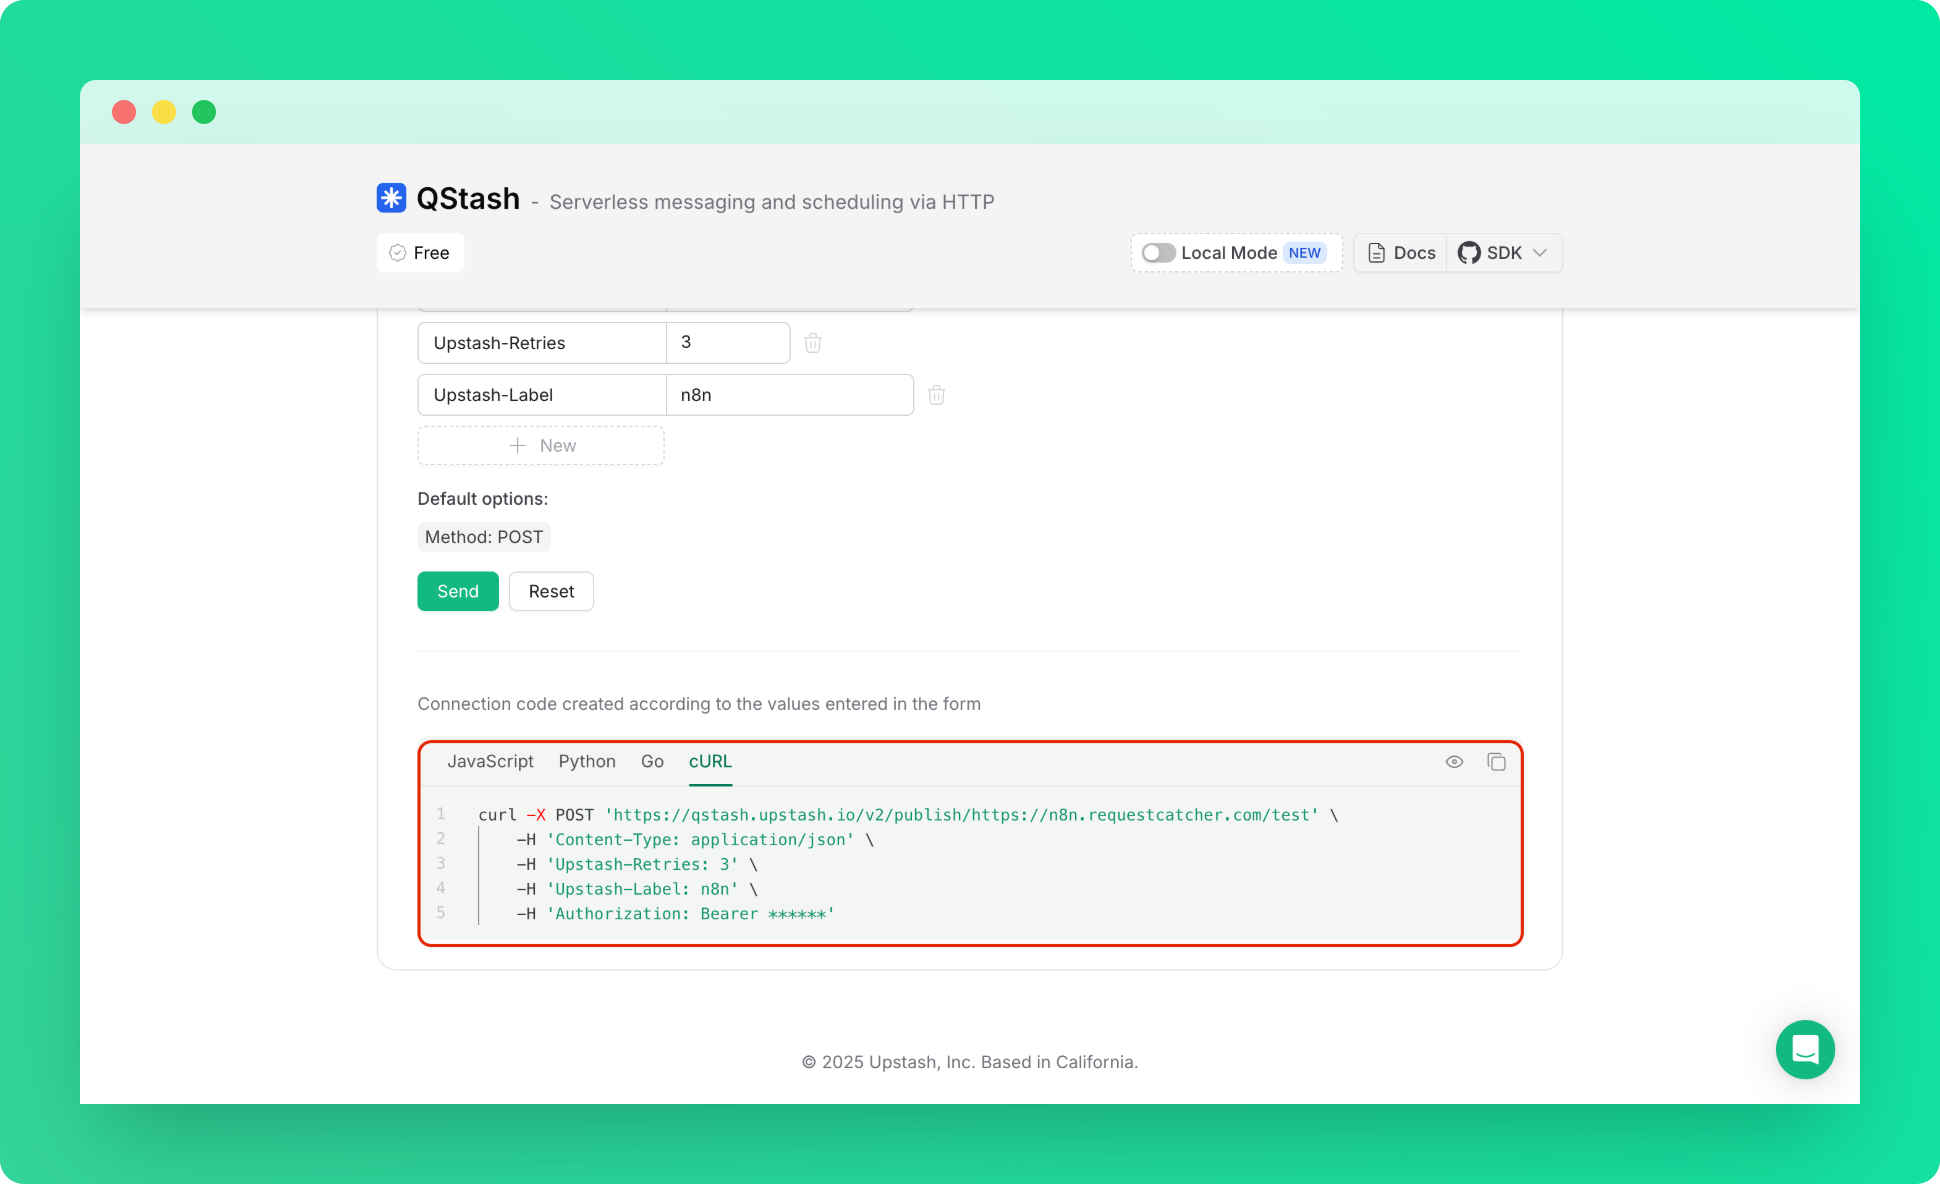 QStash - Serverless messaging and scheduling via HTTP
Free
Local Mode NEW Docs SDK
Upstash-Retries 3
Upstash-Label n8n
New
Default options:
Method: POST
Send Reset
Connection code created according to the values entered in the form
JavaScript Python Go cURL
1 curl -X POST 'https://qstash.upstash.io/v2/publish/https://n8n.requestcatcher.com/test' \
2 -H 'Content-Type: application/json' \
3 -H 'Upstash-Retries: 3' \
4 -H 'Upstash-Label: n8n' \
5 -H 'Authorization: Bearer ******'
© 2025 Upstash, Inc. Based in California.